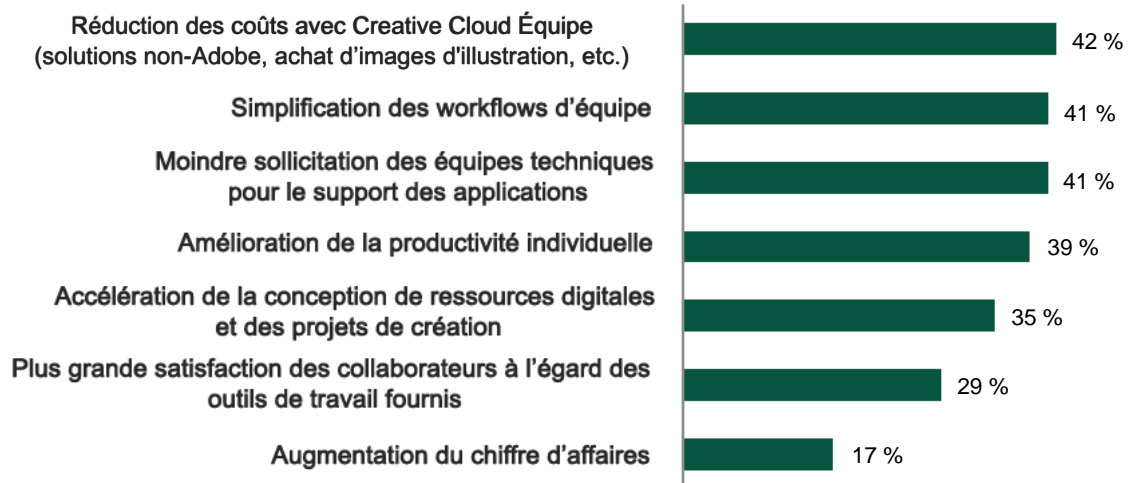 Réduction des coûts avec Creative Cloud Équipe
(solutions non-Adobe, achat d’images d'illustration, etc.)
42 %
Simplification des workflows d’équipe
41 %
Moindre sollicitation des équipes techniques
pour le support des applications
41 %
Amélioration de la productivité individuelle
39 %
Accélération de la conception de ressources digitales
et des projets de création
35 %
Plus grande satisfaction des collaborateurs à l’égard des
outils de travail fournis
29 %
Augmentation du chiffre d’affaires
17 %